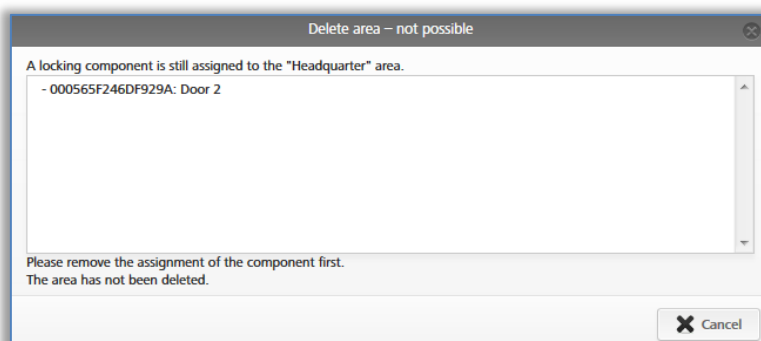 Delete area – not possible
A locking component is still assigned to the "Headquarter" area.
- 000565F246DF929A: Door 2
Please remove the assignment of the component first.
The area has not been deleted.
Cancel